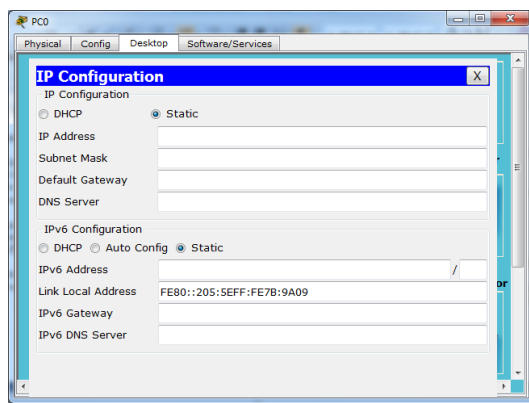 PC0
Physical Config Desktop Software/Services
IP Configuration X
IP Configuration
DHCP Static
IP Address
Subnet Mask
Default Gateway
DNS Server
IPv6 Configuration
DHCP Auto Config Static
IPv6 Address /
Link Local Address FE80::205:5EFF:FE7B:9A09
IPv6 Gateway
IPv6 DNS Server